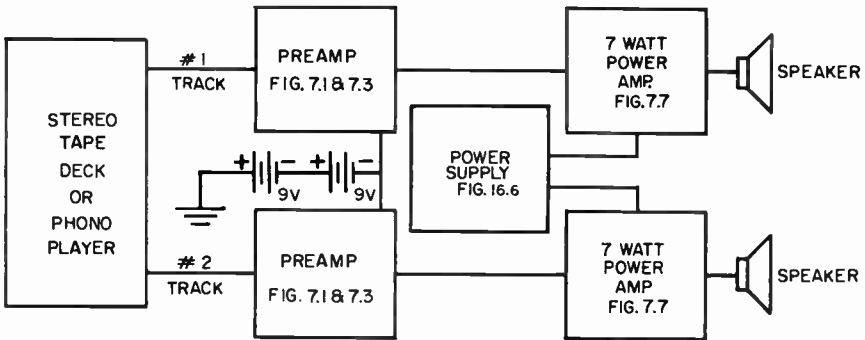 STEREO
TAPE
DECK
OR
PHONO
PLAYER
#1
TRACK
PREAMP
FIG. 7.1 & 7.3
7 WATT
POWER
AMP.
FIG. 7.7
SPEAKER
+ - + -
9V 9V
POWER
SUPPLY
FIG. 16.6
#2
TRACK
PREAMP
FIG. 7.1 & 7.3
7 WATT
POWER
AMP
FIG. 7.7
SPEAKER